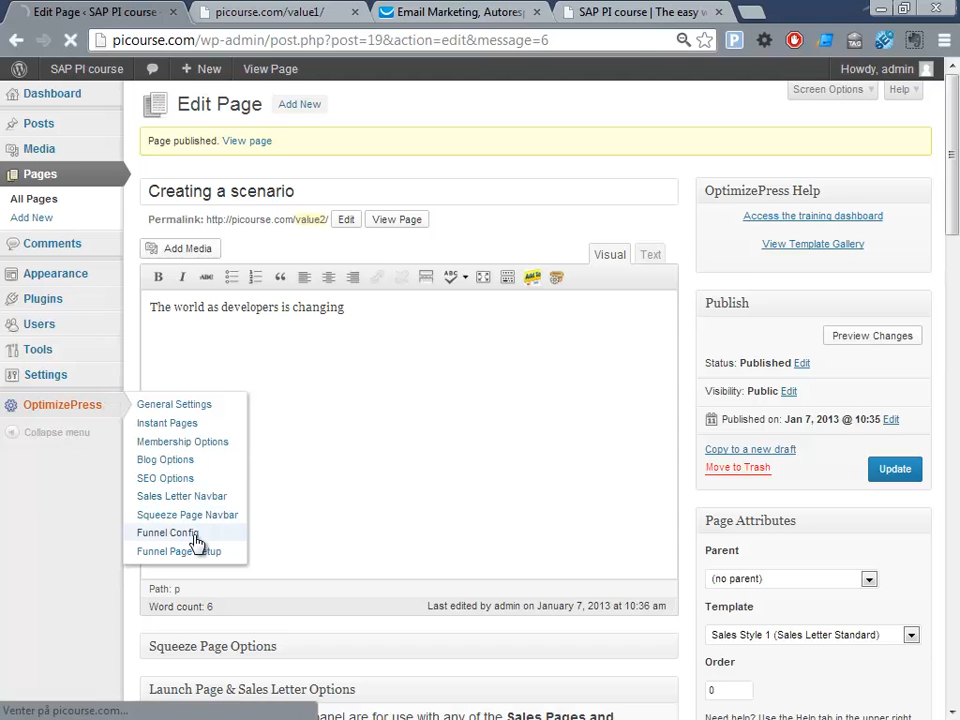 Edit Page < SAP PI course
picourse.com/value1/
Email Marketing, Autores
SAP PI course | The easy w
picourse.com/wp-admin/post.php?post=19&action=edit&message=6
SAP PI course
New
View Page
Howdy, admin
Dashboard
Posts
Media
Pages
All Pages
Add New
Comments
Appearance
Plugins
Users
Tools
Settings
OptimizePress
Collapse menu
General Settings
Instant Pages
Membership Options
Blog Options
SEO Options
Sales Letter Navbar
Squeeze Page Navbar
Funnel Config
Funnel Page Setup
Edit Page
Add New
Screen Options
Help
Page published. View page
Creating a scenario
Permalink: http://picourse.com/value2/
Edit
View Page
Add Media
Visual
Text
B
I
ABC
ABC
The world as developers is changing
Path: p
Word count: 6
Last edited by admin on January 7, 2013 at 10:36 am
Squeeze Page Options
Launch Page & Sales Letter Options
panel are for use with any of the Sales Pages and
OptimizePress Help
Access the training dashboard
View Template Gallery
Publish
Preview Changes
Status: Published Edit
Visibility: Public Edit
Published on: Jan 7, 2013 @ 10:35 Edit
Copy to a new draft
Move to Trash
Update
Page Attributes
Parent
(no parent)
Template
Sales Style 1 (Sales Letter Standard)
Order
0
Need help? Use the Help tab in the upper right
Venter på picourse.com...